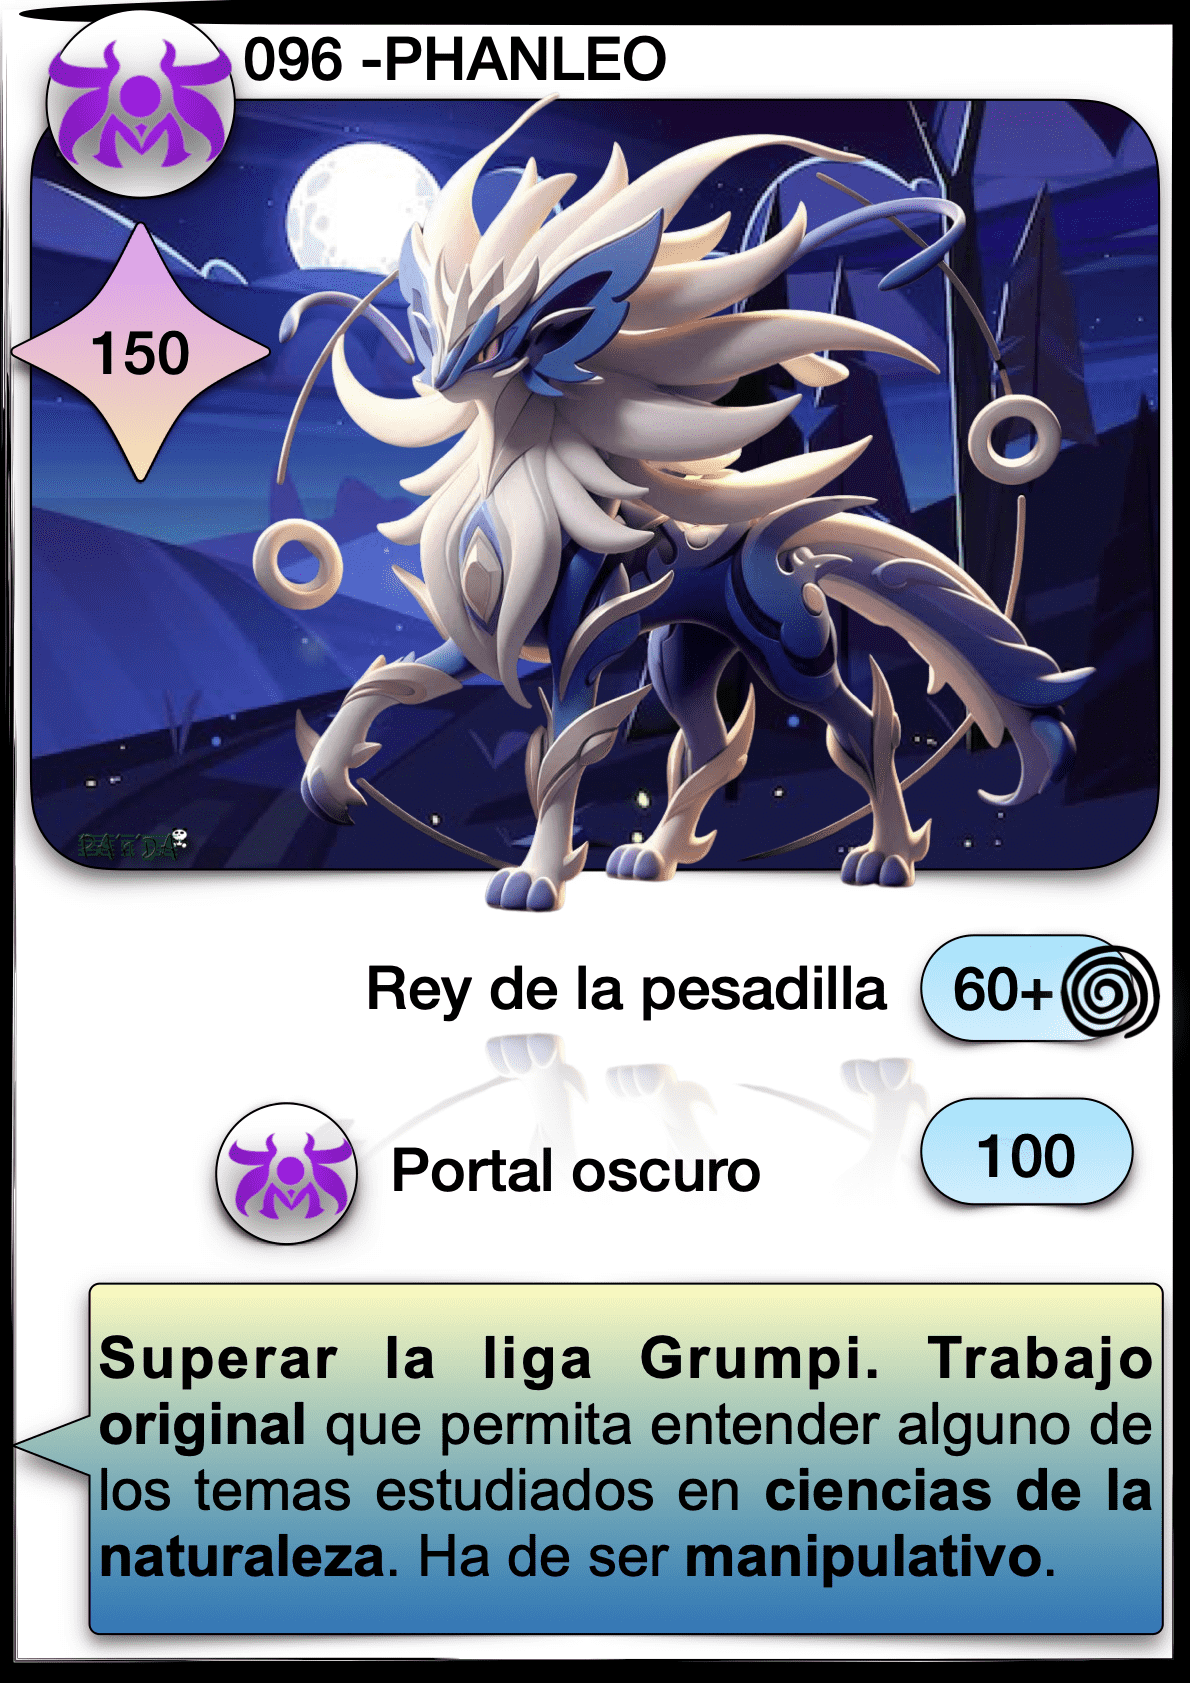 096 -PHANLEO
150
Rey de la pesadilla
60+
Portal oscuro
100
Superar la liga Grumpi. Trabajo
original que permita entender alguno de
los temas estudiados en ciencias de la
naturaleza. Ha de ser manipulativo.